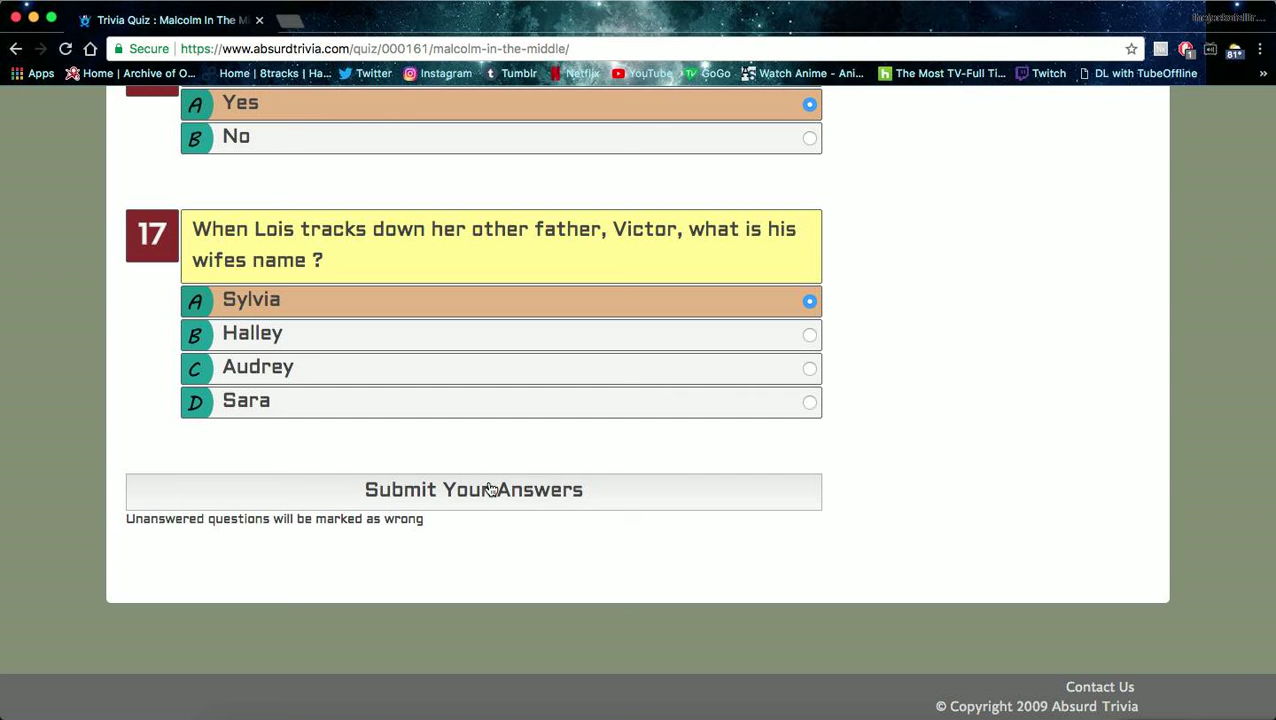 Trivia Quiz : Malcolm In The Mi
Secure https://www.absurdtrivia.com/quiz/000161/malcolm-in-the-middle/
Apps Home | Archive of O... Home | 8tracks | Ha... Twitter Instagram Tumblr Netflix YouTube GoGo Watch Anime - Ani... The Most TV-Full Ti... Twitch DL with TubeOffline »
A Yes
B No
17 When Lois tracks down her other father, Victor, what is his
wifes name ?
A Sylvia
B Halley
C Audrey
D Sara
Submit Your Answers
Unanswered questions will be marked as wrong
Contact Us
© Copyright 2009 Absurd Trivia